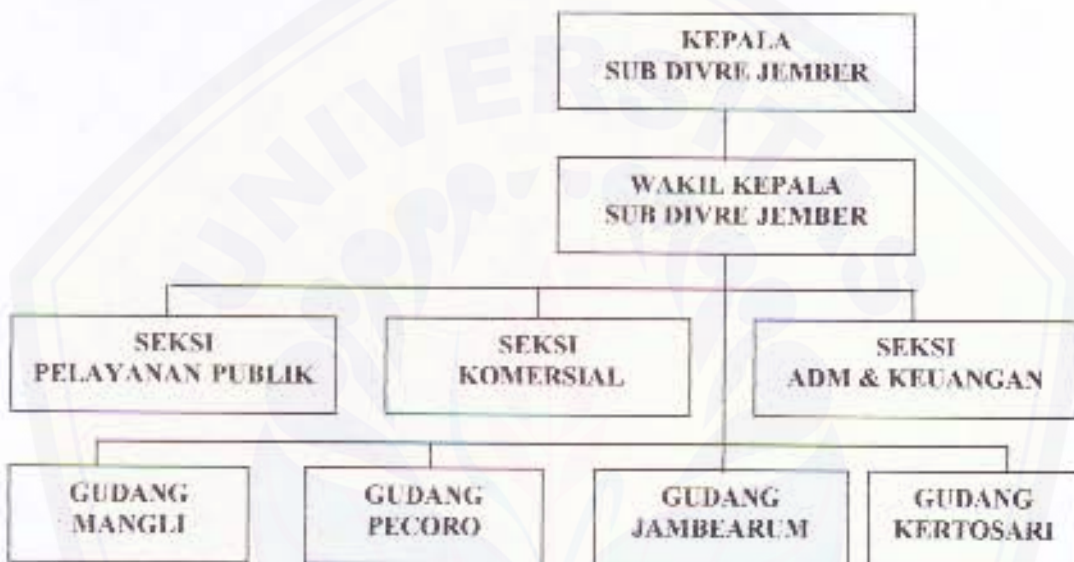 KEPALA
SUB DIVRE JEMBER
WAKIL KEPALA
SUB DIVRE JEMBER
SEKSI
PELAYANAN PUBLIK
SEKSI
KOMERSIAL
SEKSI
ADM & KEUANGAN
GUDANG
MANGLI
GUDANG
PECORO
GUDANG
JAMBEARUM
GUDANG
KERTOSARI
UNIVERSITAS